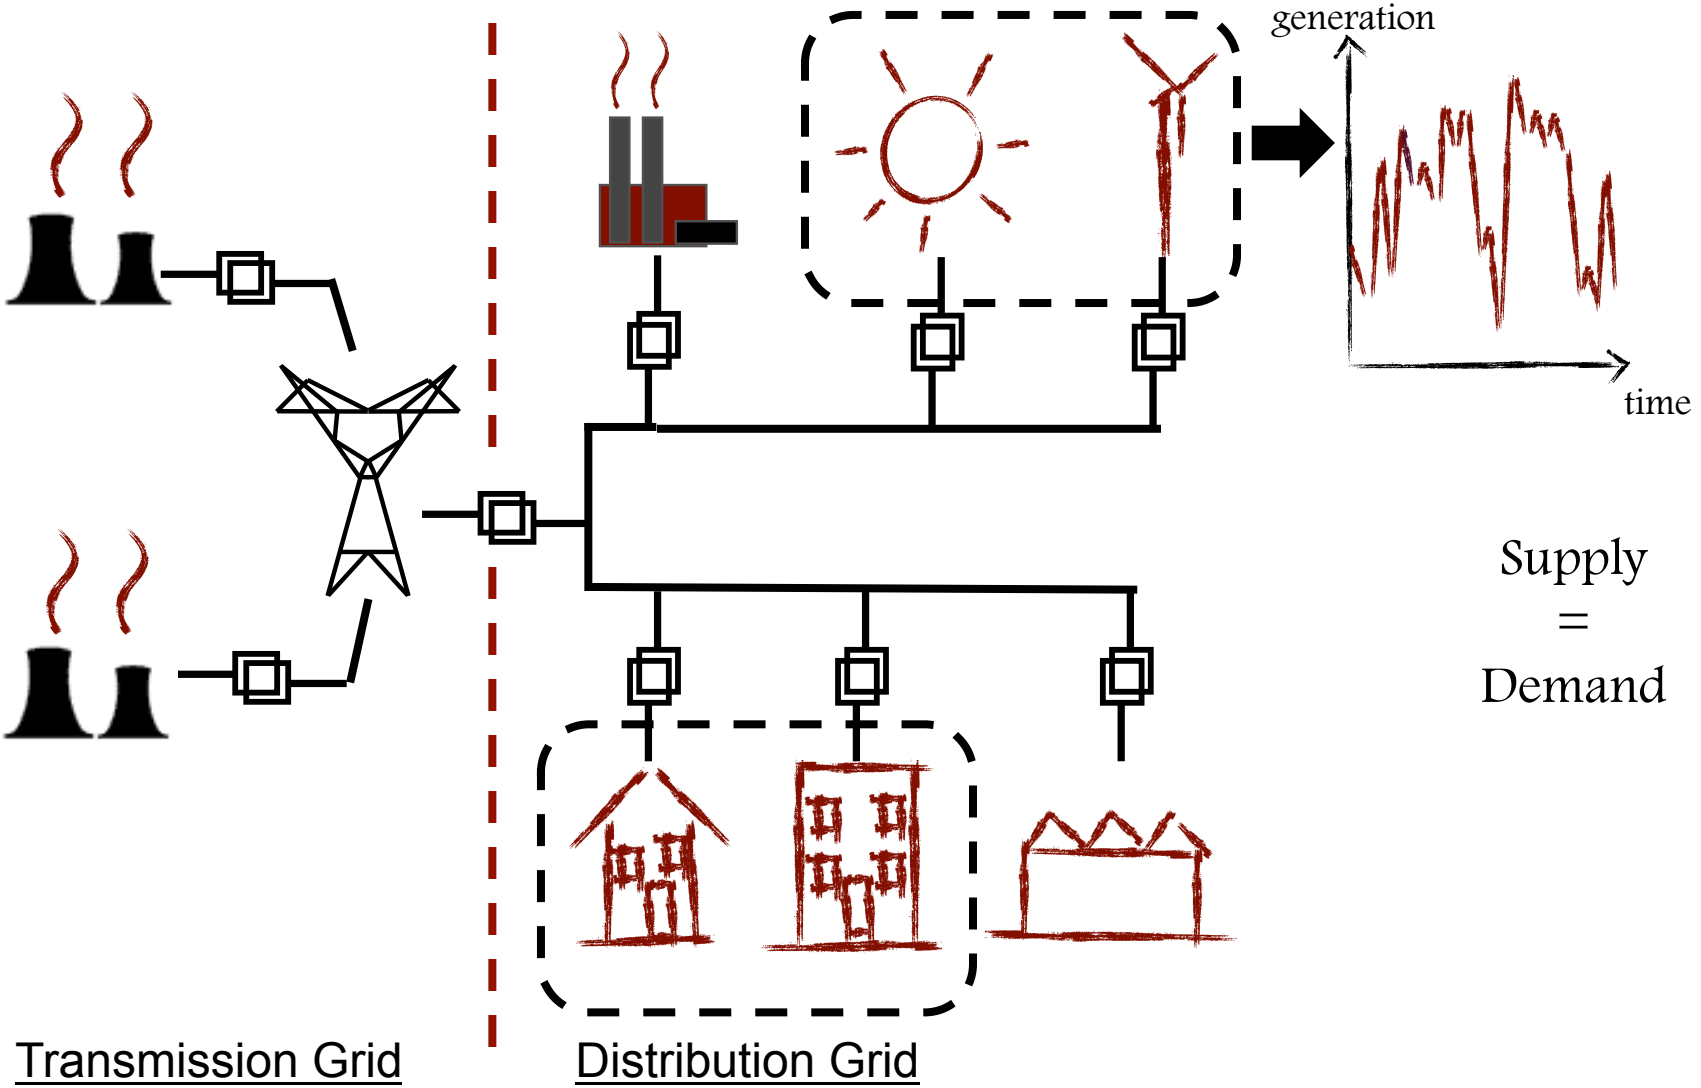 generation
time
Supply
=
Demand
Transmission Grid
Distribution Grid